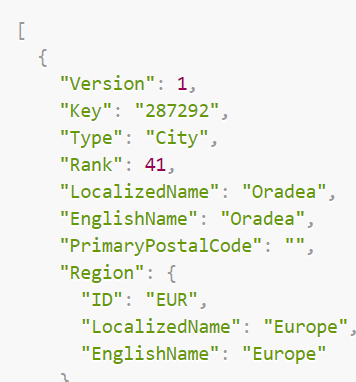 [
  {
    "Version": 1,
    "Key": "287292",
    "Type": "City",
    "Rank": 41,
    "LocalizedName": "Oradea",
    "EnglishName": "Oradea",
    "PrimaryPostalCode": "",
    "Region": {
      "ID": "EUR",
      "LocalizedName": "Europe",
      "EnglishName": "Europe"
    }